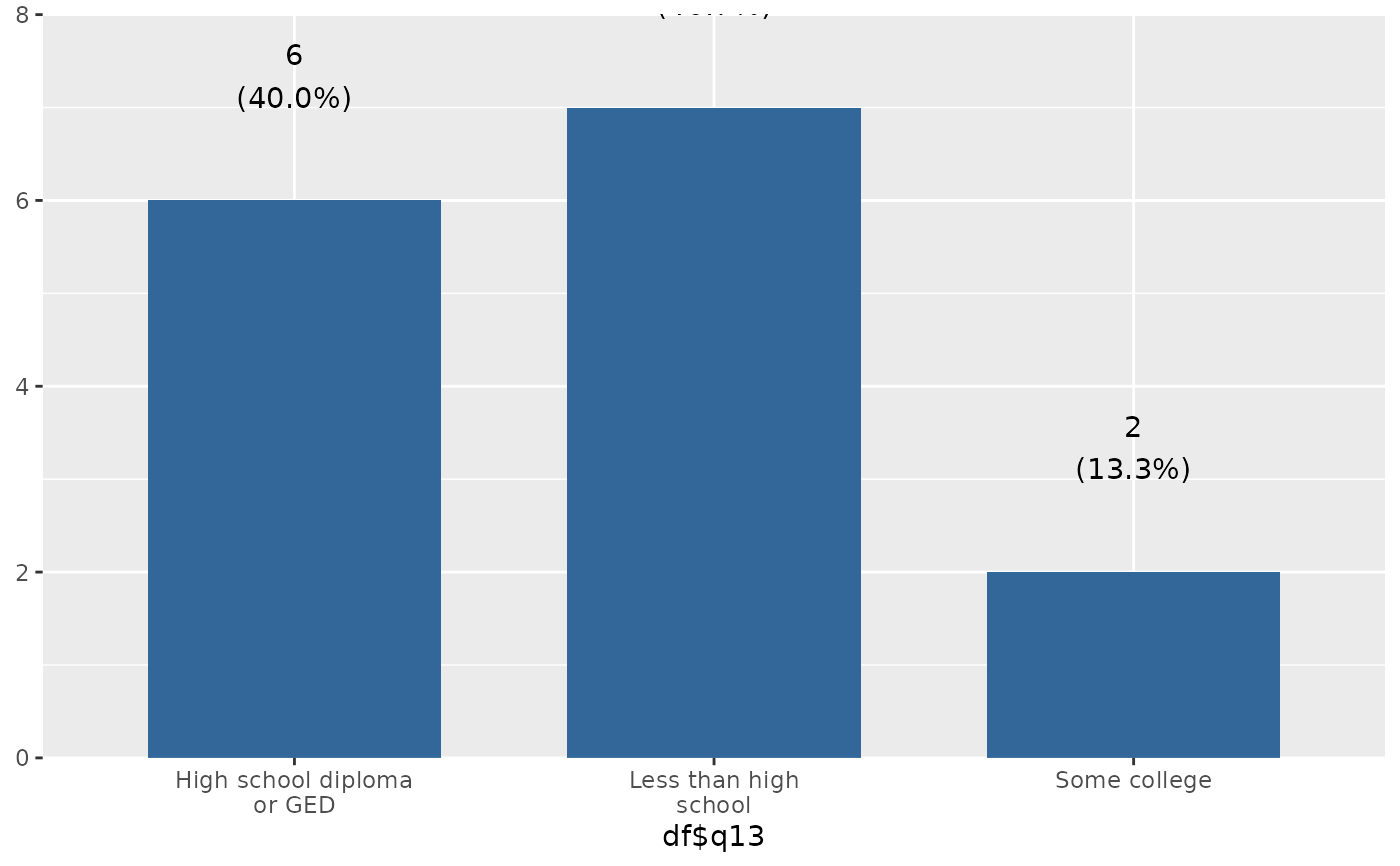 8
6
(40.0%)
6
4
2
(13.3%)
2
0
High school diploma
or GED
Less than high
school
Some college
df$q13